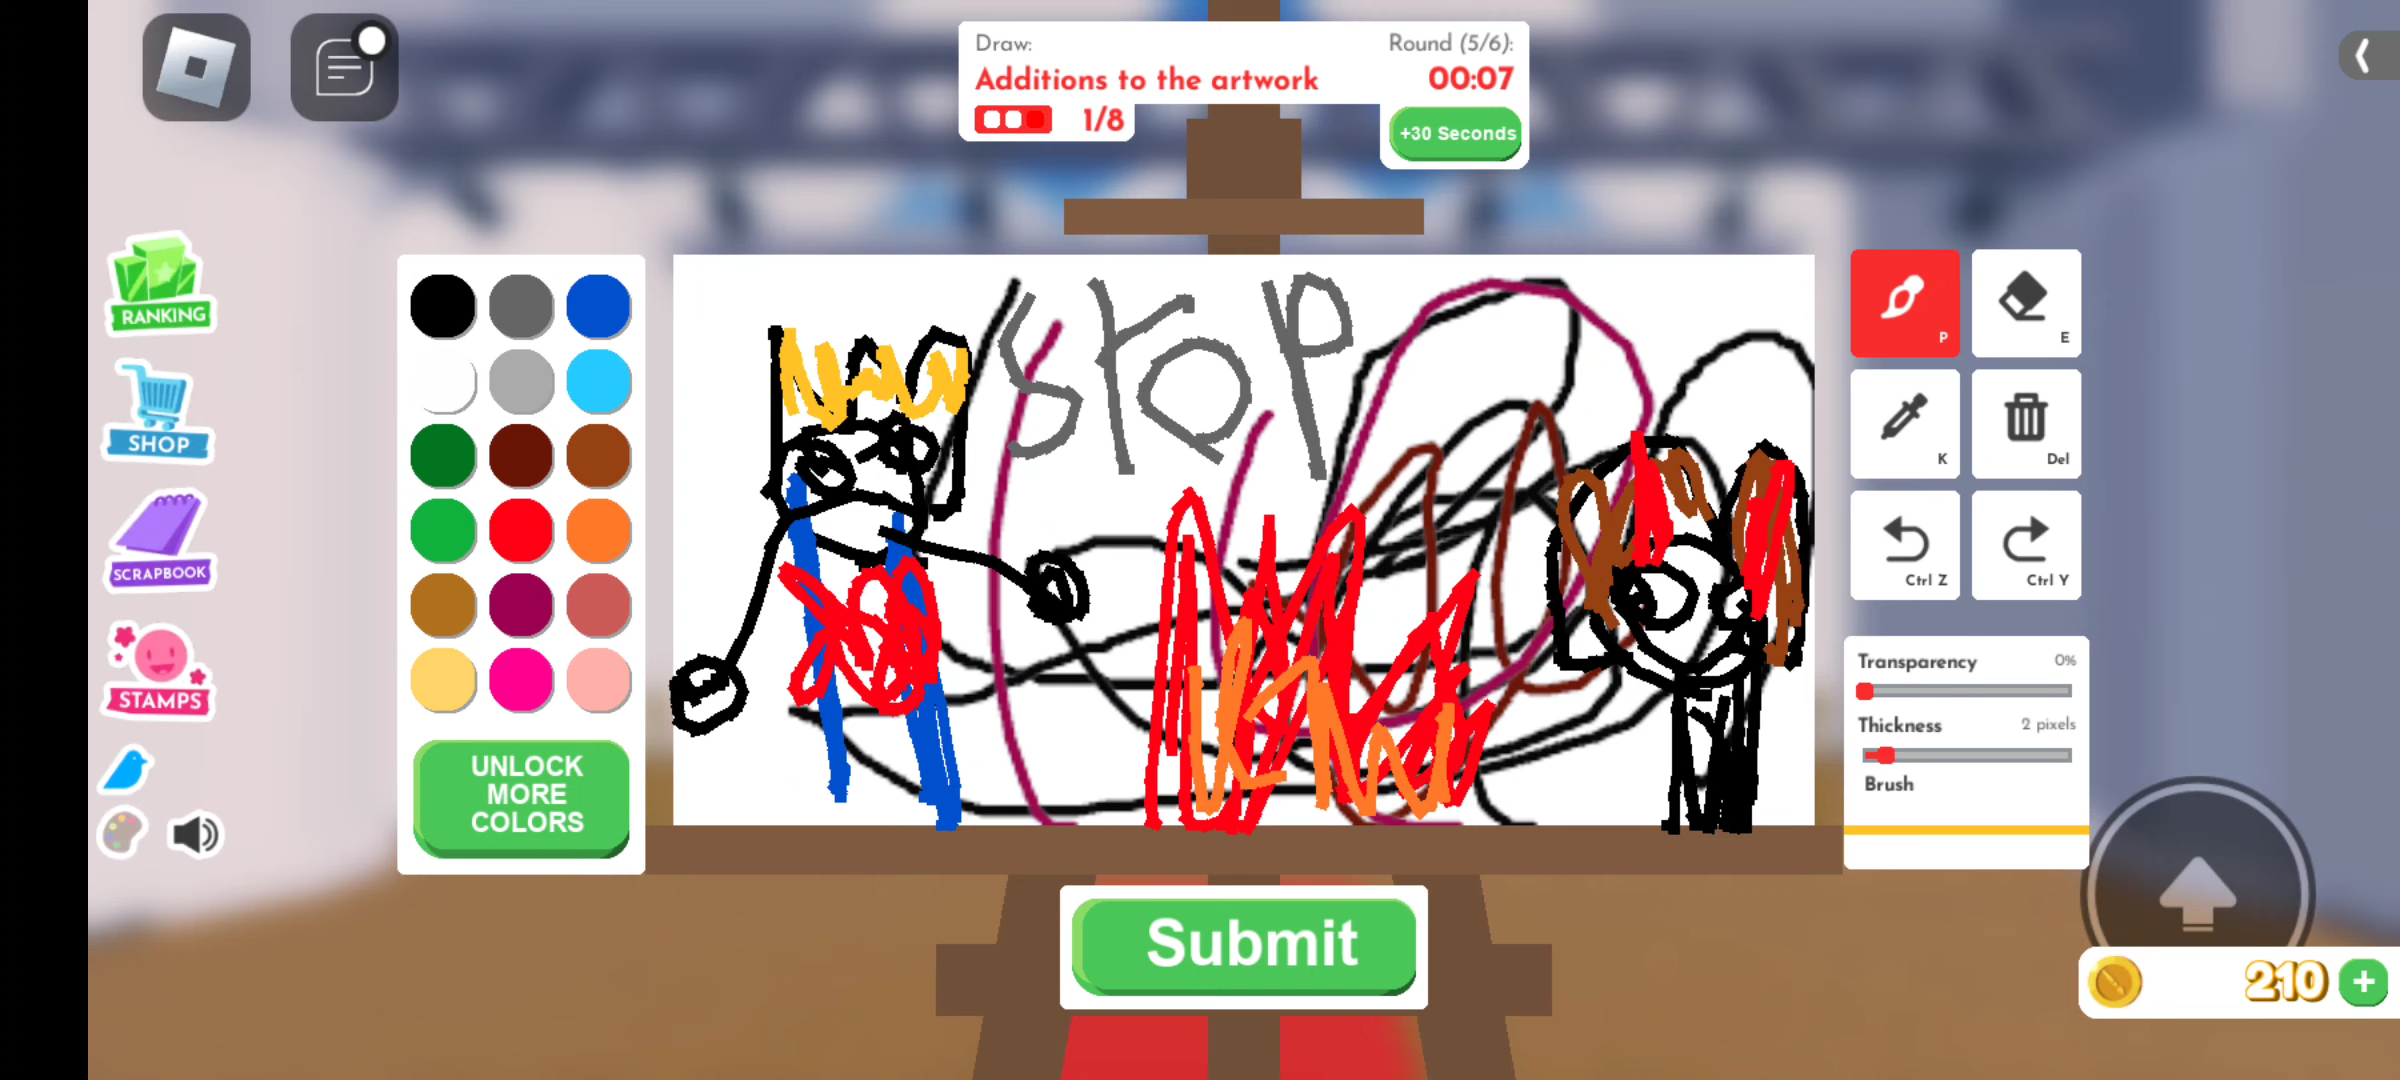 Draw:
Round (5/6):
Additions to the artwork
00:07
1/8
+30 Seconds
STOP
RANKING
SHOP
SCRAPBOOK
STAMPS
UNLOCK
MORE
COLORS
P
E
K
Del
Ctrl Z
Ctrl Y
Transparency 0%
Thickness 2 pixels
Brush
Submit
210